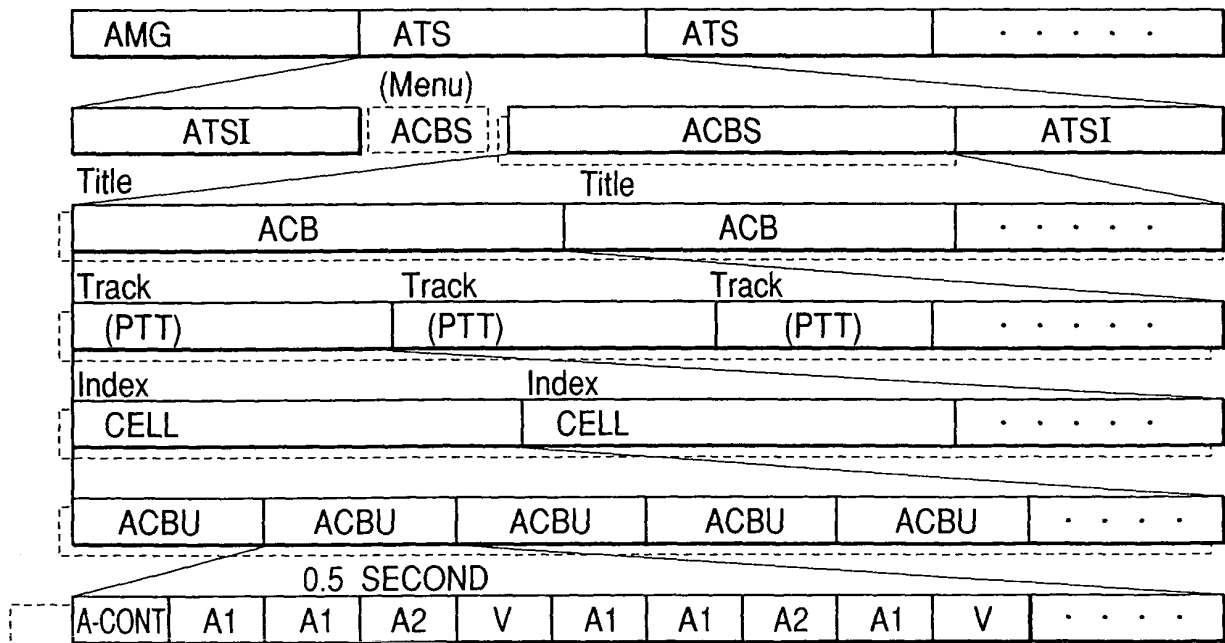 AMG ATS ATS . . . . .
(Menu)
ATSI ACBS ACBS ATSI
Title Title
ACB ACB . . . . .
Track Track Track
(PTT) (PTT) (PTT) . . . . .
Index Index
CELL CELL . . . . .
ACBU ACBU ACBU ACBU ACBU . . . .
0.5 SECOND
A-CONT A1 A1 A2 V A1 A1 A2 A1 V . . . .